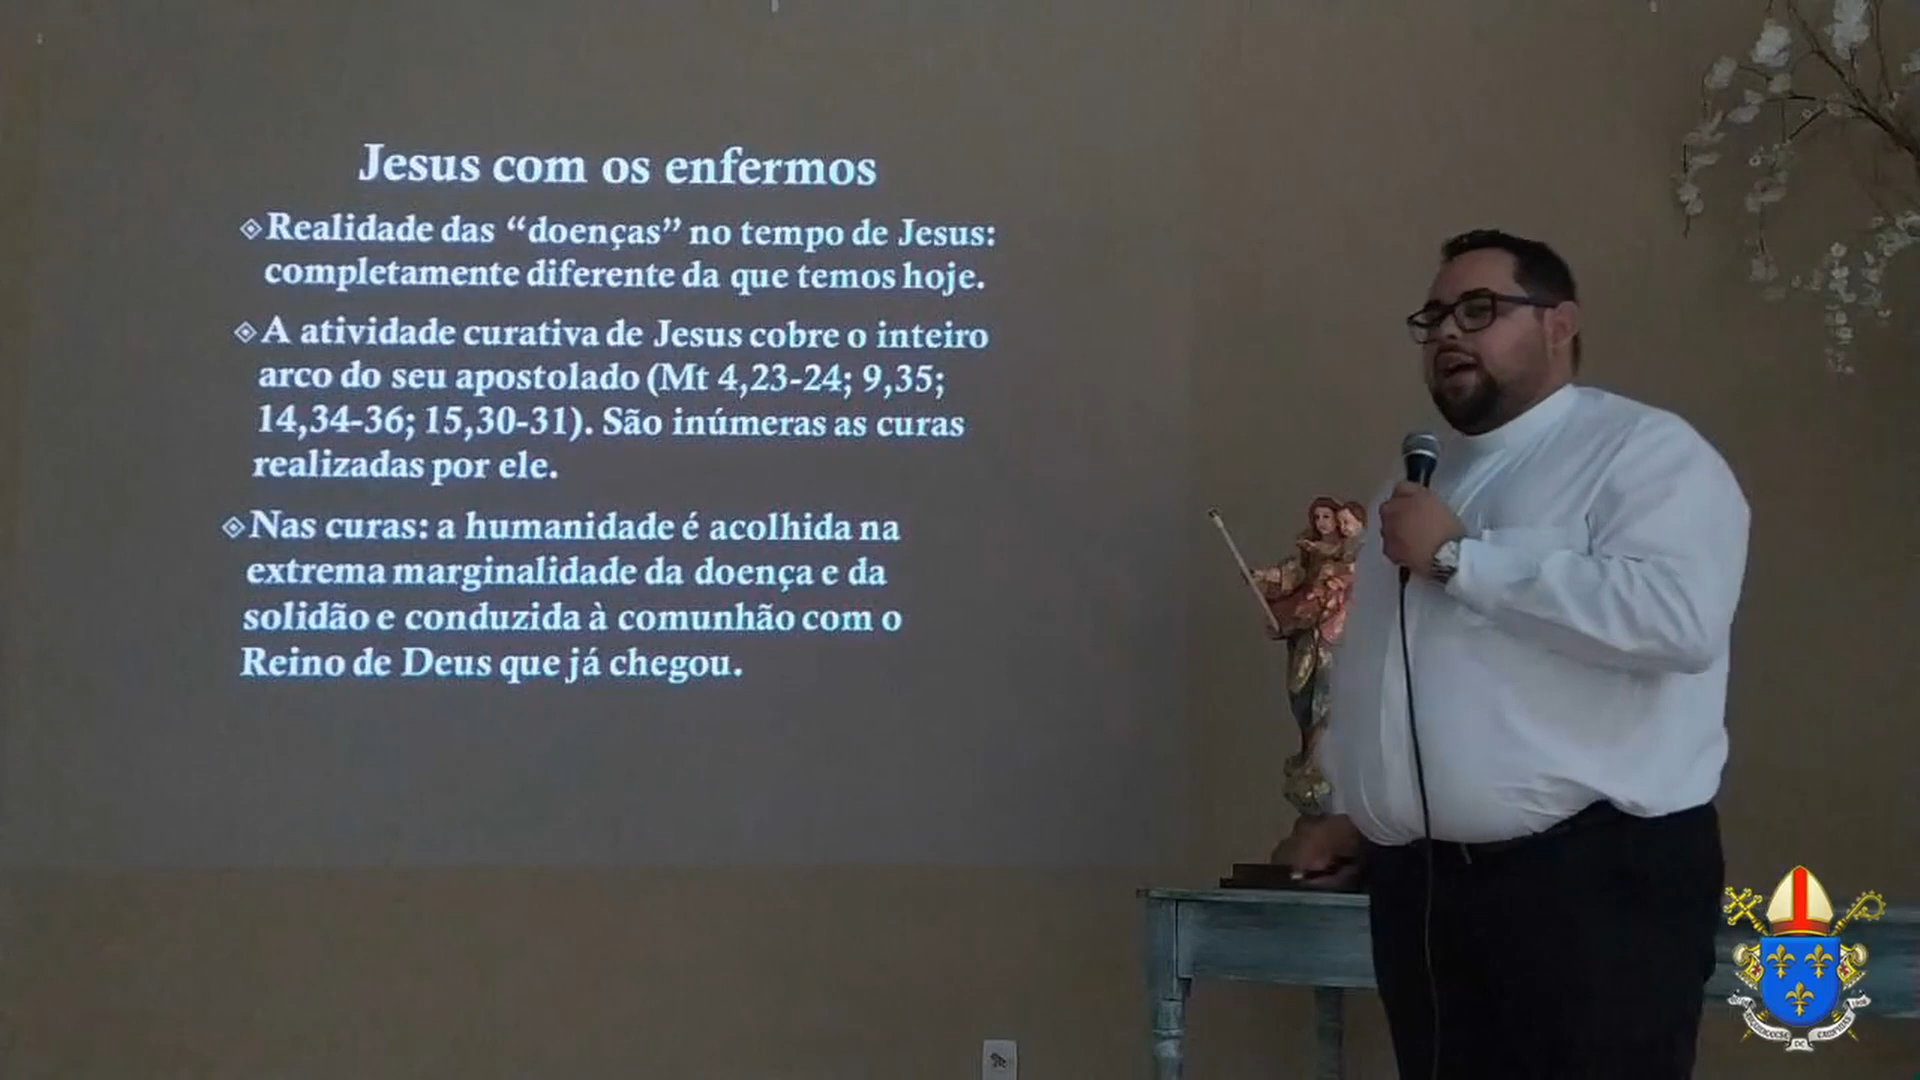 Jesus com os enfermos
Realidade das “doenças” no tempo de Jesus:
completamente diferente da que temos hoje.
A atividade curativa de Jesus cobre o inteiro
arco do seu apostolado (Mt 4,23-24; 9,35;
14,34-36; 15,30-31). São inúmeras as curas
realizadas por ele.
Nas curas: a humanidade é acolhida na
extrema marginalidade da doença e da
solidão e conduzida à comunhão com o
Reino de Deus que já chegou.